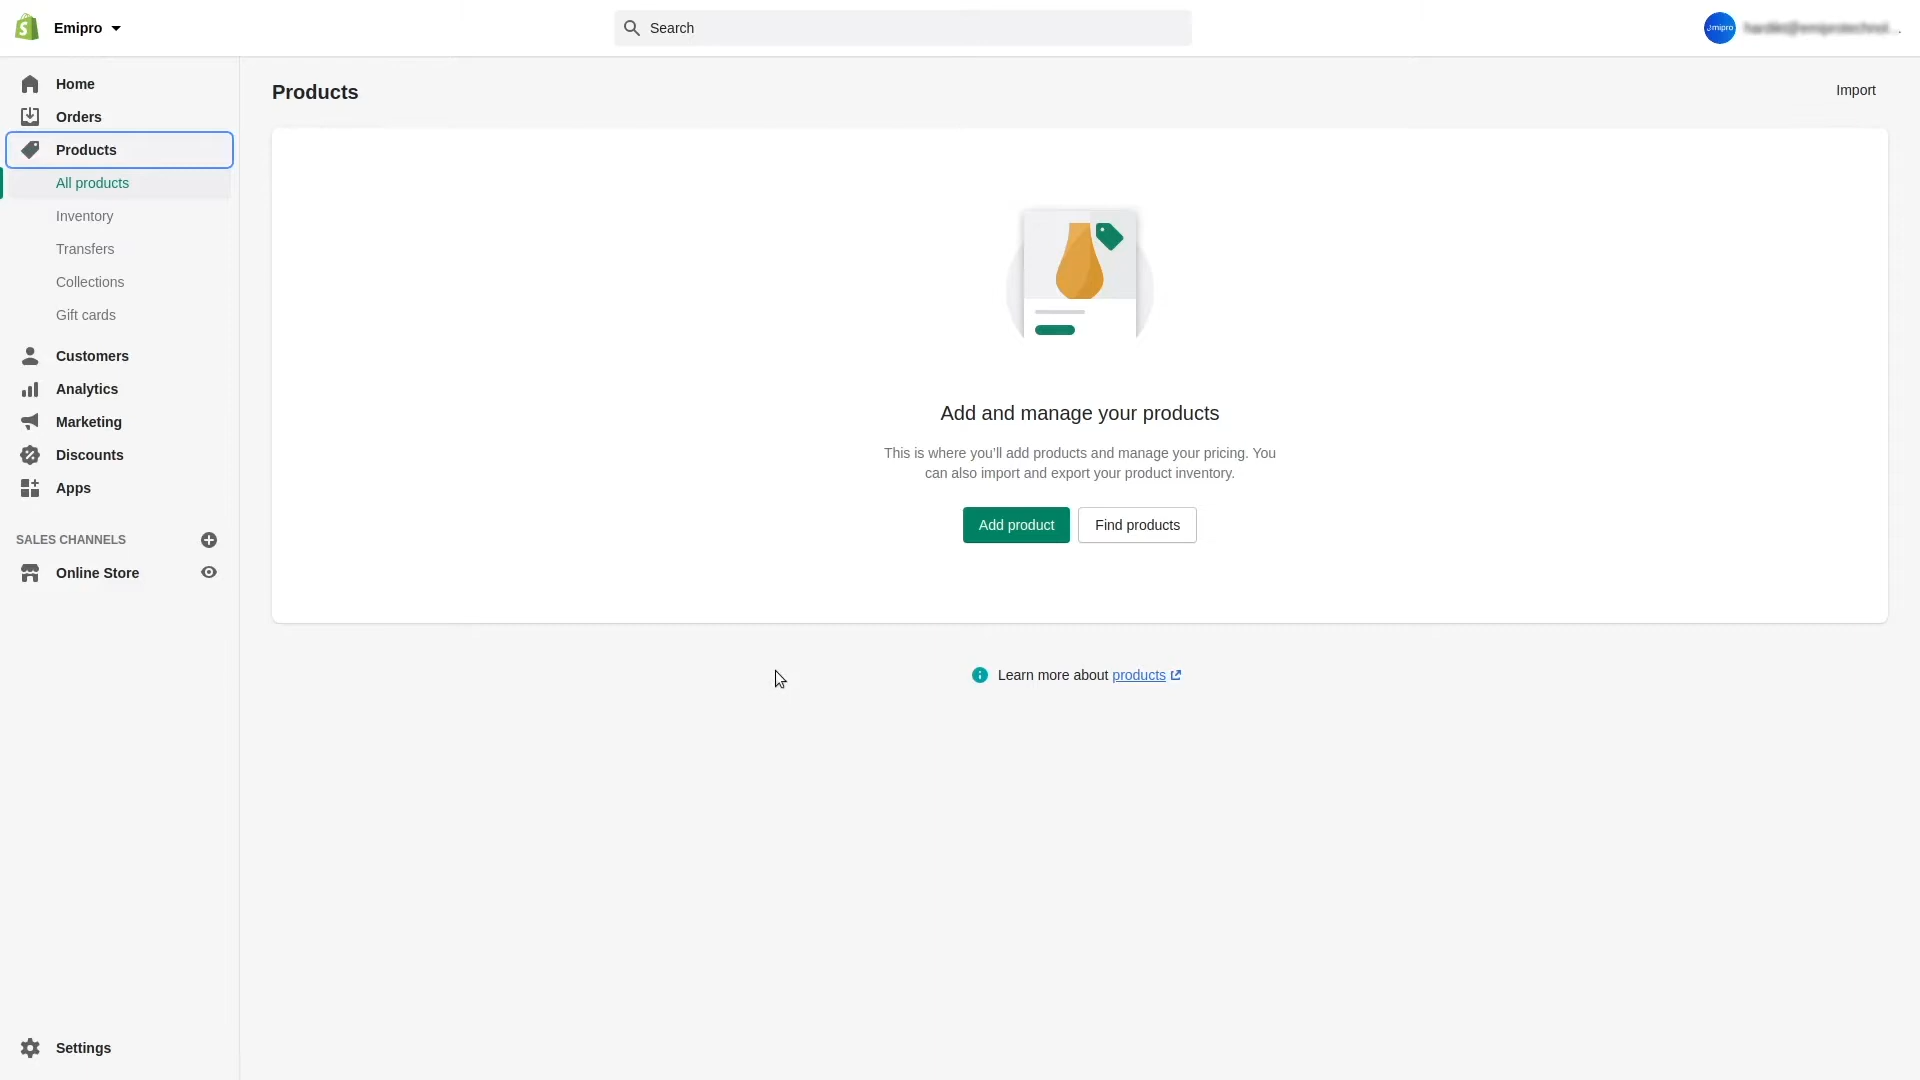 Emipro
Search
Home
Orders
Products
All products
Inventory
Transfers
Collections
Gift cards
Customers
Analytics
Marketing
Discounts
Apps
SALES CHANNELS
Online Store
Settings
Products
Import
Add and manage your products
This is where you'll add products and manage your pricing. You
can also import and export your product inventory.
Add product
Find products
Learn more about products